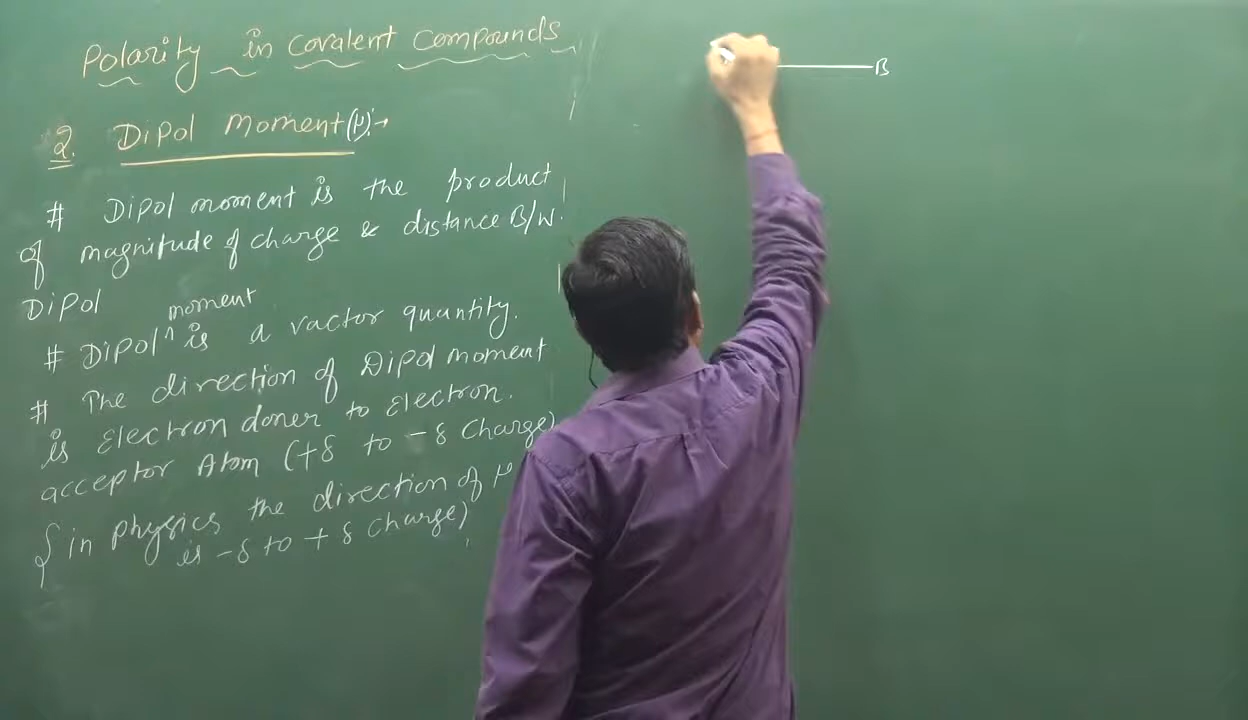 Polarity in Covalent Compounds
2. Dipol Moment (μ):→
# Dipol moment is the product
of magnitude of charge & distance B/W.
Dipol
# Dipol ^ moment is a vactor quantity.
# The direction of Dipol moment
is Electron doner to Electron.
acceptor Atom (+δ to -δ Charge)
{in physics the direction of μ
is -δ to + δ charge)
B